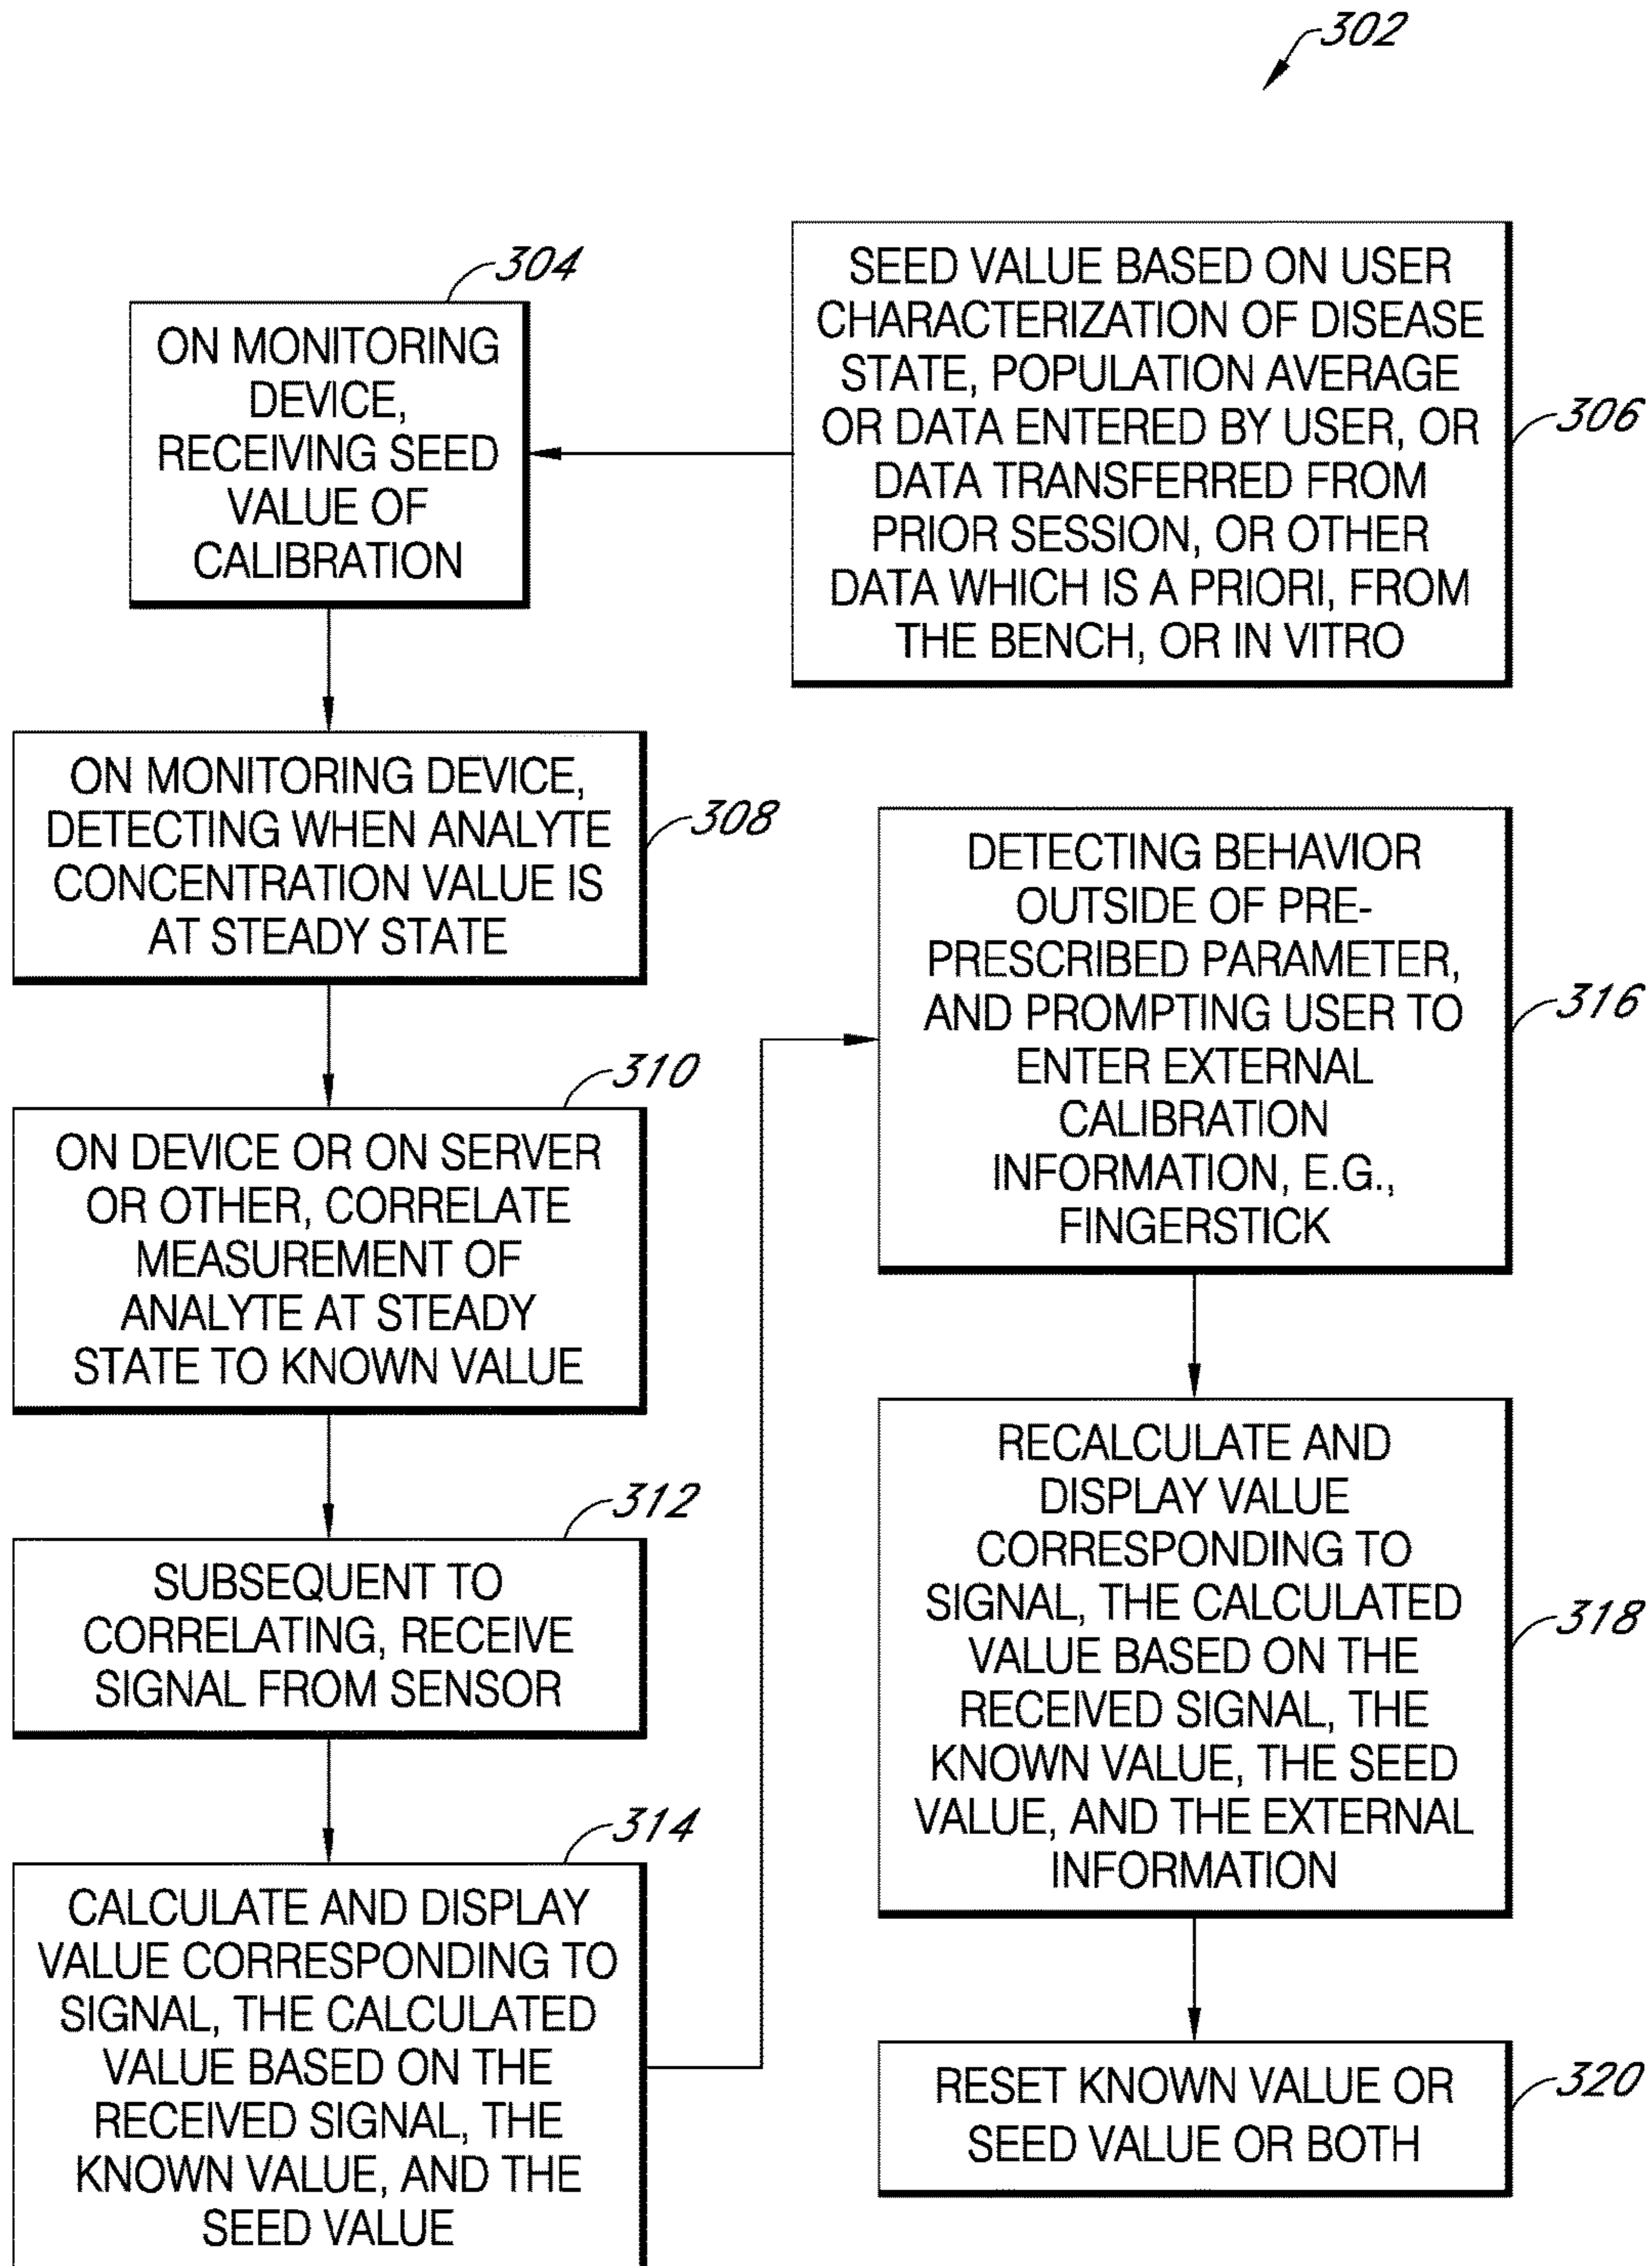 302
304
ON MONITORING
DEVICE,
RECEIVING SEED
VALUE OF
CALIBRATION
SEED VALUE BASED ON USER
CHARACTERIZATION OF DISEASE
STATE, POPULATION AVERAGE
OR DATA ENTERED BY USER, OR
DATA TRANSFERRED FROM
PRIOR SESSION, OR OTHER
DATA WHICH IS A PRIORI, FROM
THE BENCH, OR IN VITRO
306
ON MONITORING DEVICE,
DETECTING WHEN ANALYTE
CONCENTRATION VALUE IS
AT STEADY STATE
308
310
ON DEVICE OR ON SERVER
OR OTHER, CORRELATE
MEASUREMENT OF
ANALYTE AT STEADY
STATE TO KNOWN VALUE
312
SUBSEQUENT TO
CORRELATING, RECEIVE
SIGNAL FROM SENSOR
314
CALCULATE AND DISPLAY
VALUE CORRESPONDING TO
SIGNAL, THE CALCULATED
VALUE BASED ON THE
RECEIVED SIGNAL, THE
KNOWN VALUE, AND THE
SEED VALUE
DETECTING BEHAVIOR
OUTSIDE OF PRE-
PRESCRIBED PARAMETER,
AND PROMPTING USER TO
ENTER EXTERNAL
CALIBRATION
INFORMATION, E.G.,
FINGERSTICK
316
RECALCULATE AND
DISPLAY VALUE
CORRESPONDING TO
SIGNAL, THE CALCULATED
VALUE BASED ON THE
RECEIVED SIGNAL, THE
KNOWN VALUE, THE SEED
VALUE, AND THE EXTERNAL
INFORMATION
318
RESET KNOWN VALUE OR
SEED VALUE OR BOTH
320